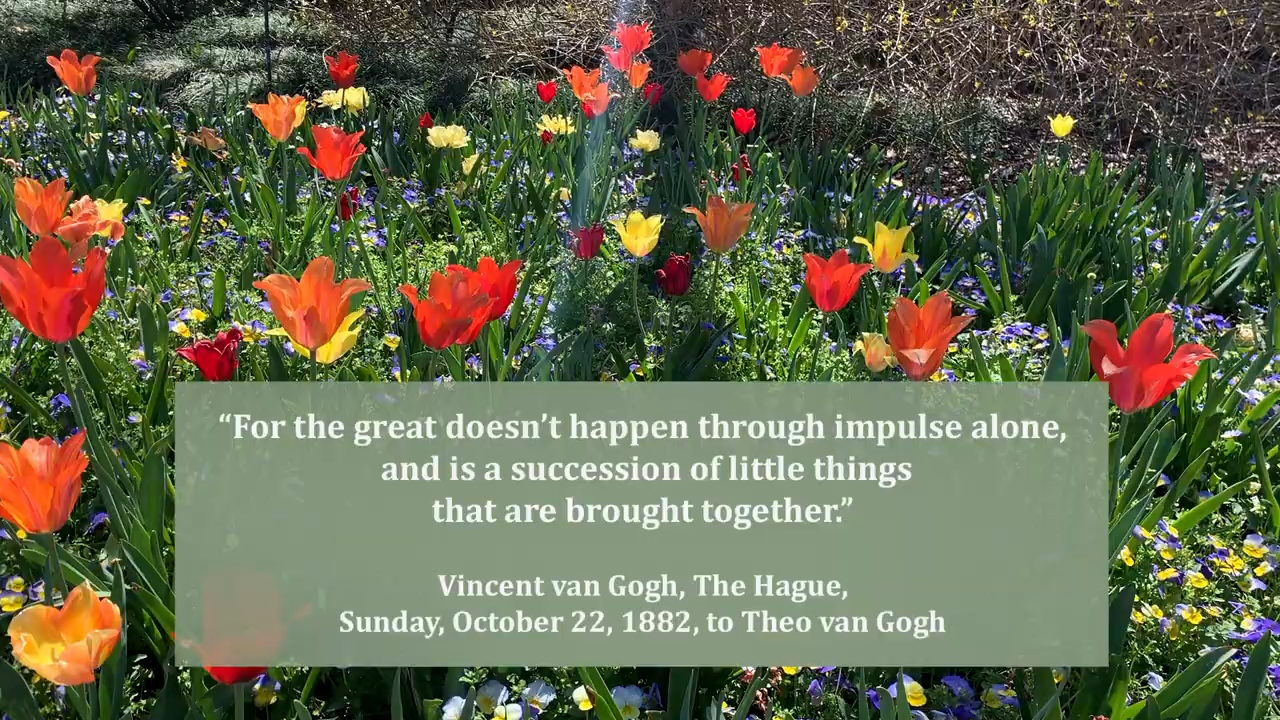 “For the great doesn’t happen through impulse alone,
and is a succession of little things
that are brought together.”
Vincent van Gogh, The Hague,
Sunday, October 22, 1882, to Theo van Gogh